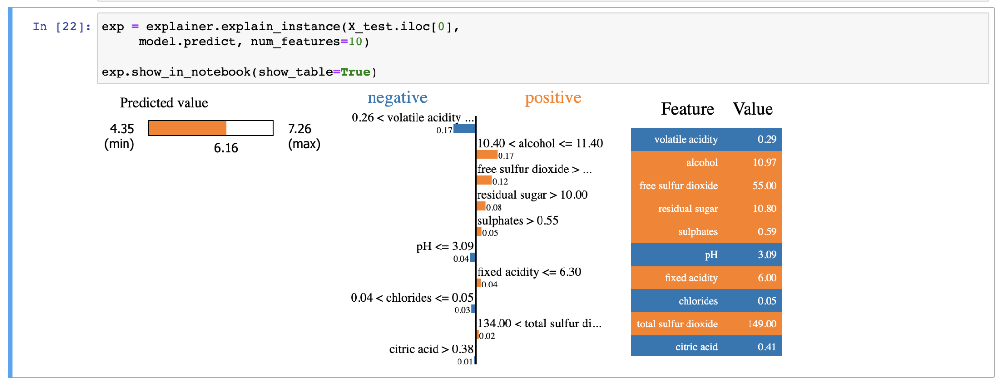 In [22]:
exp = explainer.explain_instance(X_test.iloc[0],
     model.predict, num_features=10)
exp.show_in_notebook(show_table=True)
Predicted value
4.35
(min)
6.16
7.26
(max)
negative
positive
0.26 < volatile acidity ...
0.17
10.40 < alcohol <= 11.40
0.17
free sulfur dioxide > ...
0.12
residual sugar > 10.00
0.08
sulphates > 0.55
0.05
pH <= 3.09
0.04
fixed acidity <= 6.30
0.04
0.04 < chlorides <= 0.05
0.03
134.00 < total sulfur di...
0.02
citric acid > 0.38
0.01
Feature Value
volatile acidity 0.29
alcohol 10.97
free sulfur dioxide 55.00
residual sugar 10.80
sulphates 0.59
pH 3.09
fixed acidity 6.00
chlorides 0.05
total sulfur dioxide 149.00
citric acid 0.41